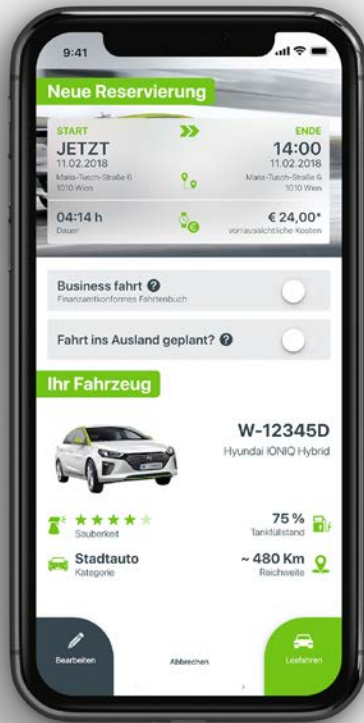 9:41
Neue Reservierung
START
ENDE
JETZT
14:00
11.02.2018
11.02.2018
Maria-Tusch-Straße 6
Maria-Tusch-Straße 6
1010 Wien
1010 Wien
04:14 h
€ 24,00*
Dauer
vorraussichtliche Kosten
Business fahrt ?
Finanzamtkonformes Fahrtenbuch
Fahrt ins Ausland geplant? ?
Ihr Fahrzeug
W-12345D
Hyundai IONIQ Hybrid
75 %
Sauberkeit
Tankfüllstand
Stadtauto
~ 480 Km
Kategorie
Reichweite
Bearbeiten
Abbrechen
Losfahren